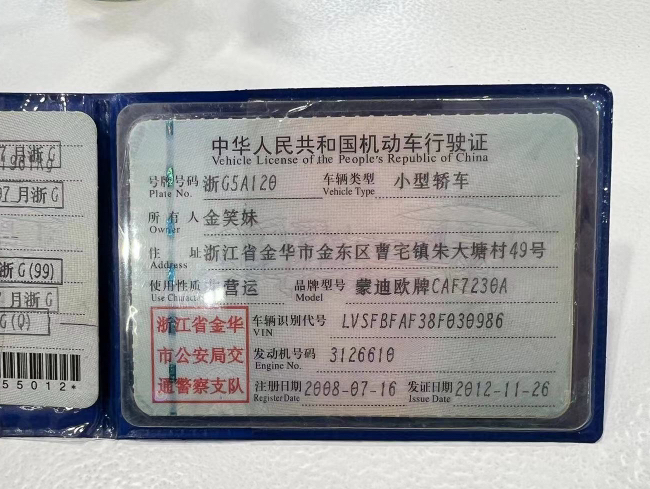 月浙G
月浙G
浙G(99)
月浙G
G(Q)
55012*
中华人民共和国机动车行驶证
Vehicle License of the People's Republic of China
号牌号码 浙G5A120 车辆类型 小型轿车
Plate No. Vehicle Type
所有人 金笑妹
Owner
住址 浙江省金华市金东区曹宅镇朱大塘村49号
Address
使用性质 非营运 品牌型号 蒙迪欧牌CAF7230A
Use Character Model
浙江省金华 车辆识别代号 LVSFBFAF38F030986
VIN
市公安局交 发动机号码 3126610
Engine No.
通警察支队 注册日期 2008-07-16 发证日期 2012-11-26
Register Date Issue Date